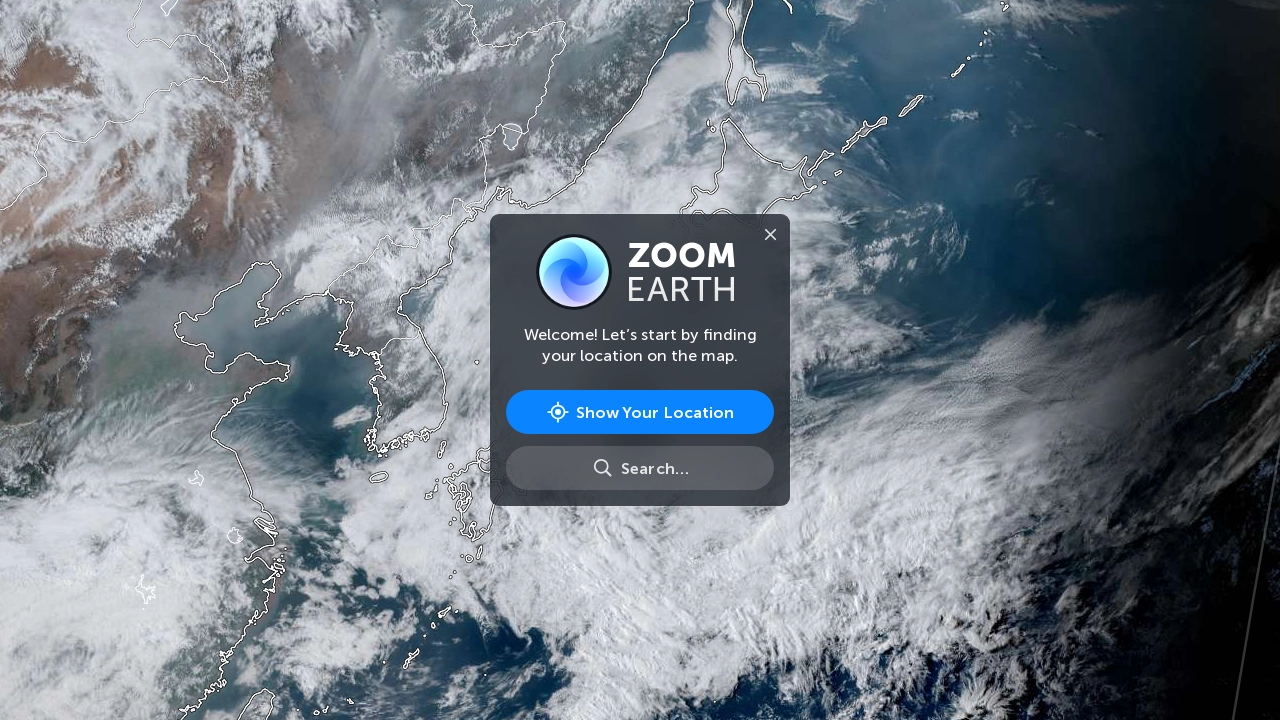 ZOOM
EARTH
Welcome! Let’s start by finding
your location on the map.
Show Your Location
Search...